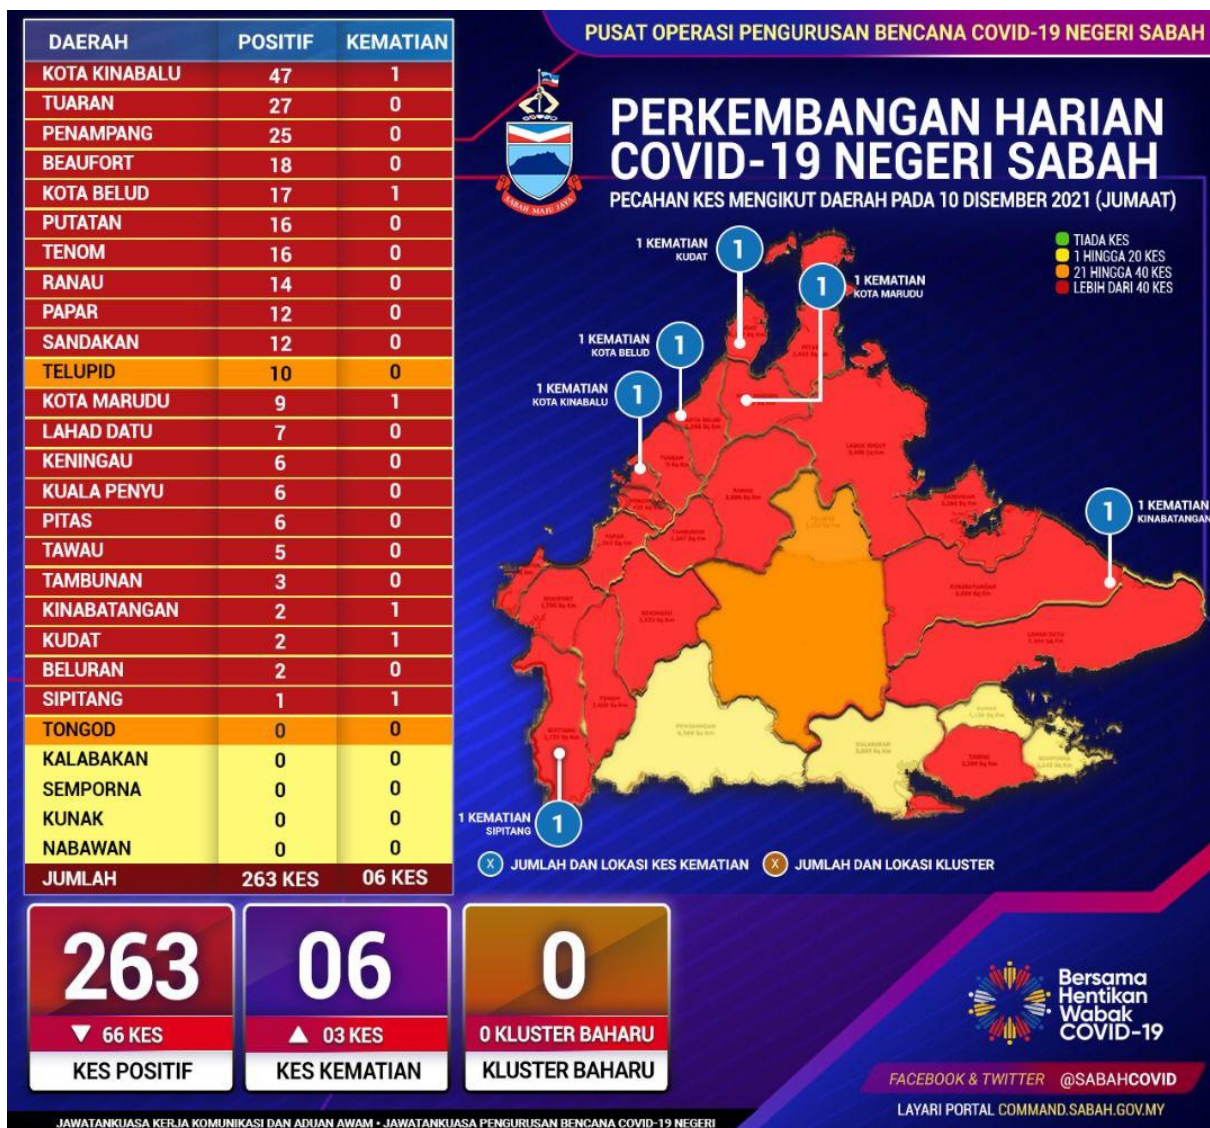 DAERAH POSITIF KEMATIAN
KOTA KINABALU 47 1
TUARAN 27 0
PENAMPANG 25 0
BEAUFORT 18 0
KOTA BELUD 17 1
PUTATAN 16 0
TENOM 16 0
RANAU 14 0
PAPAR 12 0
SANDAKAN 12 0
TELUPID 10 0
KOTA MARUDU 9 1
LAHAD DATU 7 0
KENINGAU 6 0
KUALA PENYU 6 0
PITAS 6 0
TAWAU 5 0
TAMBUNAN 3 0
KINABATANGAN 2 1
KUDAT 2 1
BELURAN 2 0
SIPITANG 1 1
TONGOD 0 0
KALABAKAN 0 0
SEMPORNA 0 0
KUNAK 0 0
NABAWAN 0 0
JUMLAH 263 KES 06 KES
PUSAT OPERASI PENGURUSAN BENCANA COVID-19 NEGERI SABAH
SABAH MAJU JAYA
PERKEMBANGAN HARIAN
COVID-19 NEGERI SABAH
PECAHAN KES MENGIKUT DAERAH PADA 10 DISEMBER 2021 (JUMAAT)
TIADA KES
1 HINGGA 20 KES
21 HINGGA 40 KES
LEBIH DARI 40 KES
1 KEMATIAN
KUDAT
1
1 KEMATIAN
KOTA MARUDU
1
1 KEMATIAN
KOTA BELUD
1
1 KEMATIAN
KOTA KINABALU
1
1 KEMATIAN
KINABATANGAN
1
1 KEMATIAN
SIPITANG
1
X JUMLAH DAN LOKASI KES KEMATIAN
X JUMLAH DAN LOKASI KLUSTER
263
▼ 66 KES
KES POSITIF
06
▲ 03 KES
KES KEMATIAN
0
0 KLUSTER BAHARU
KLUSTER BAHARU
Bersama
Hentikan
Wabak
COVID-19
FACEBOOK & TWITTER @SABAHCOVID
LAYARI PORTAL COMMAND.SABAH.GOV.MY
JAWATANKUASA KERJA KOMUNIKASI DAN ADUAN AWAM • JAWATANKUASA PENGURUSAN BENCANA COVID-19 NEGERI